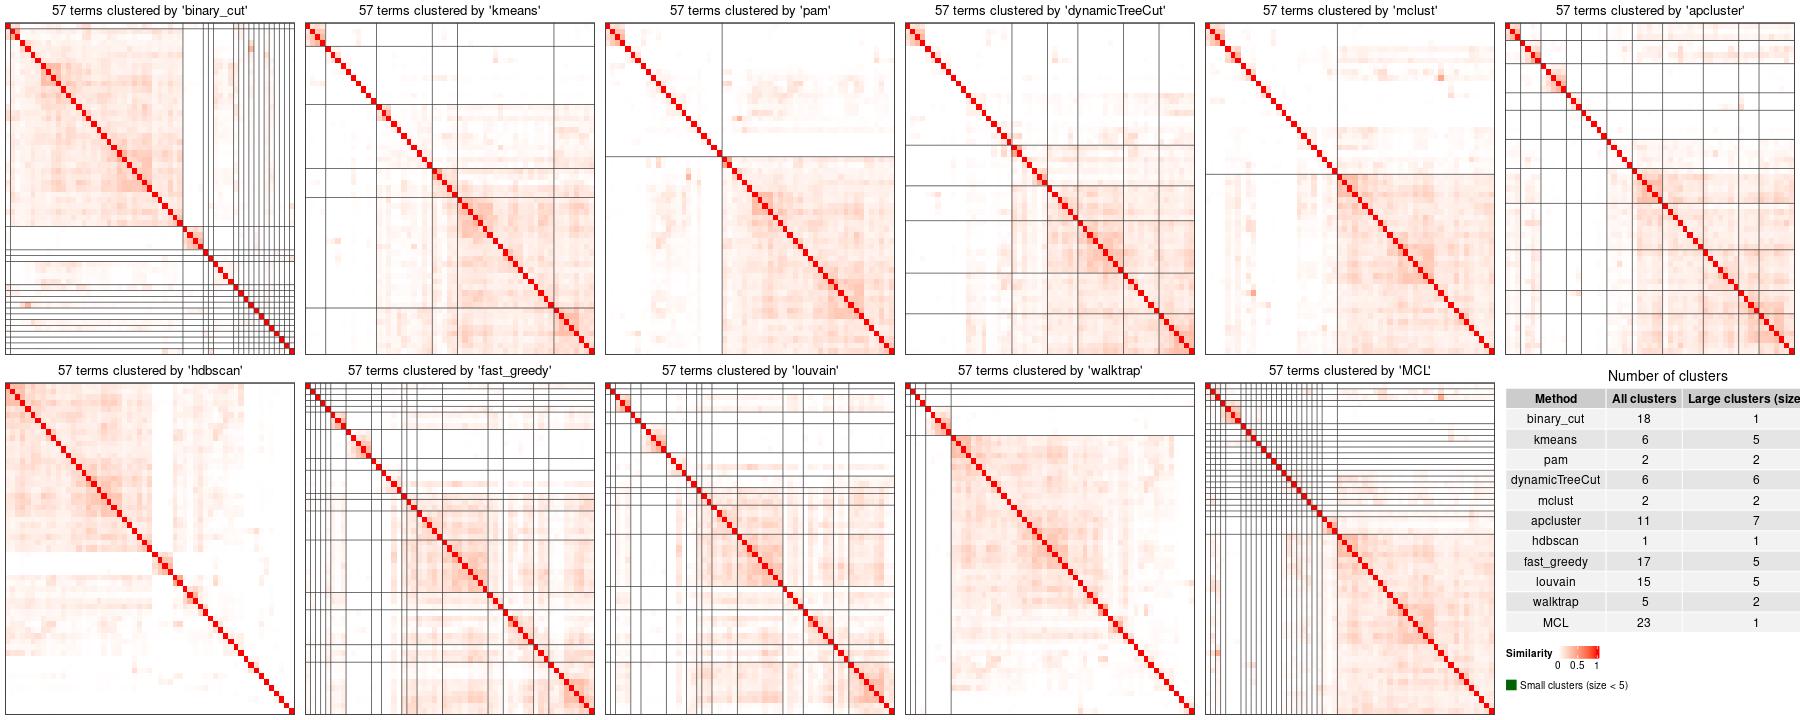 57 terms clustered by 'binary_cut'
57 terms clustered by 'kmeans'
57 terms clustered by 'pam'
57 terms clustered by 'dynamicTreeCut'
57 terms clustered by 'mclust'
57 terms clustered by 'apcluster'
57 terms clustered by 'hdbscan'
57 terms clustered by 'fast_greedy'
57 terms clustered by 'louvain'
57 terms clustered by 'walktrap'
57 terms clustered by 'MCL'
Number of clusters
Method All clusters Large clusters (size
binary_cut 18 1
kmeans 6 5
pam 2 2
dynamicTreeCut 6 6
mclust 2 2
apcluster 11 7
hdbscan 1 1
fast_greedy 17 5
louvain 15 5
walktrap 5 2
MCL 23 1
Similarity
0 0.5 1
Small clusters (size < 5)